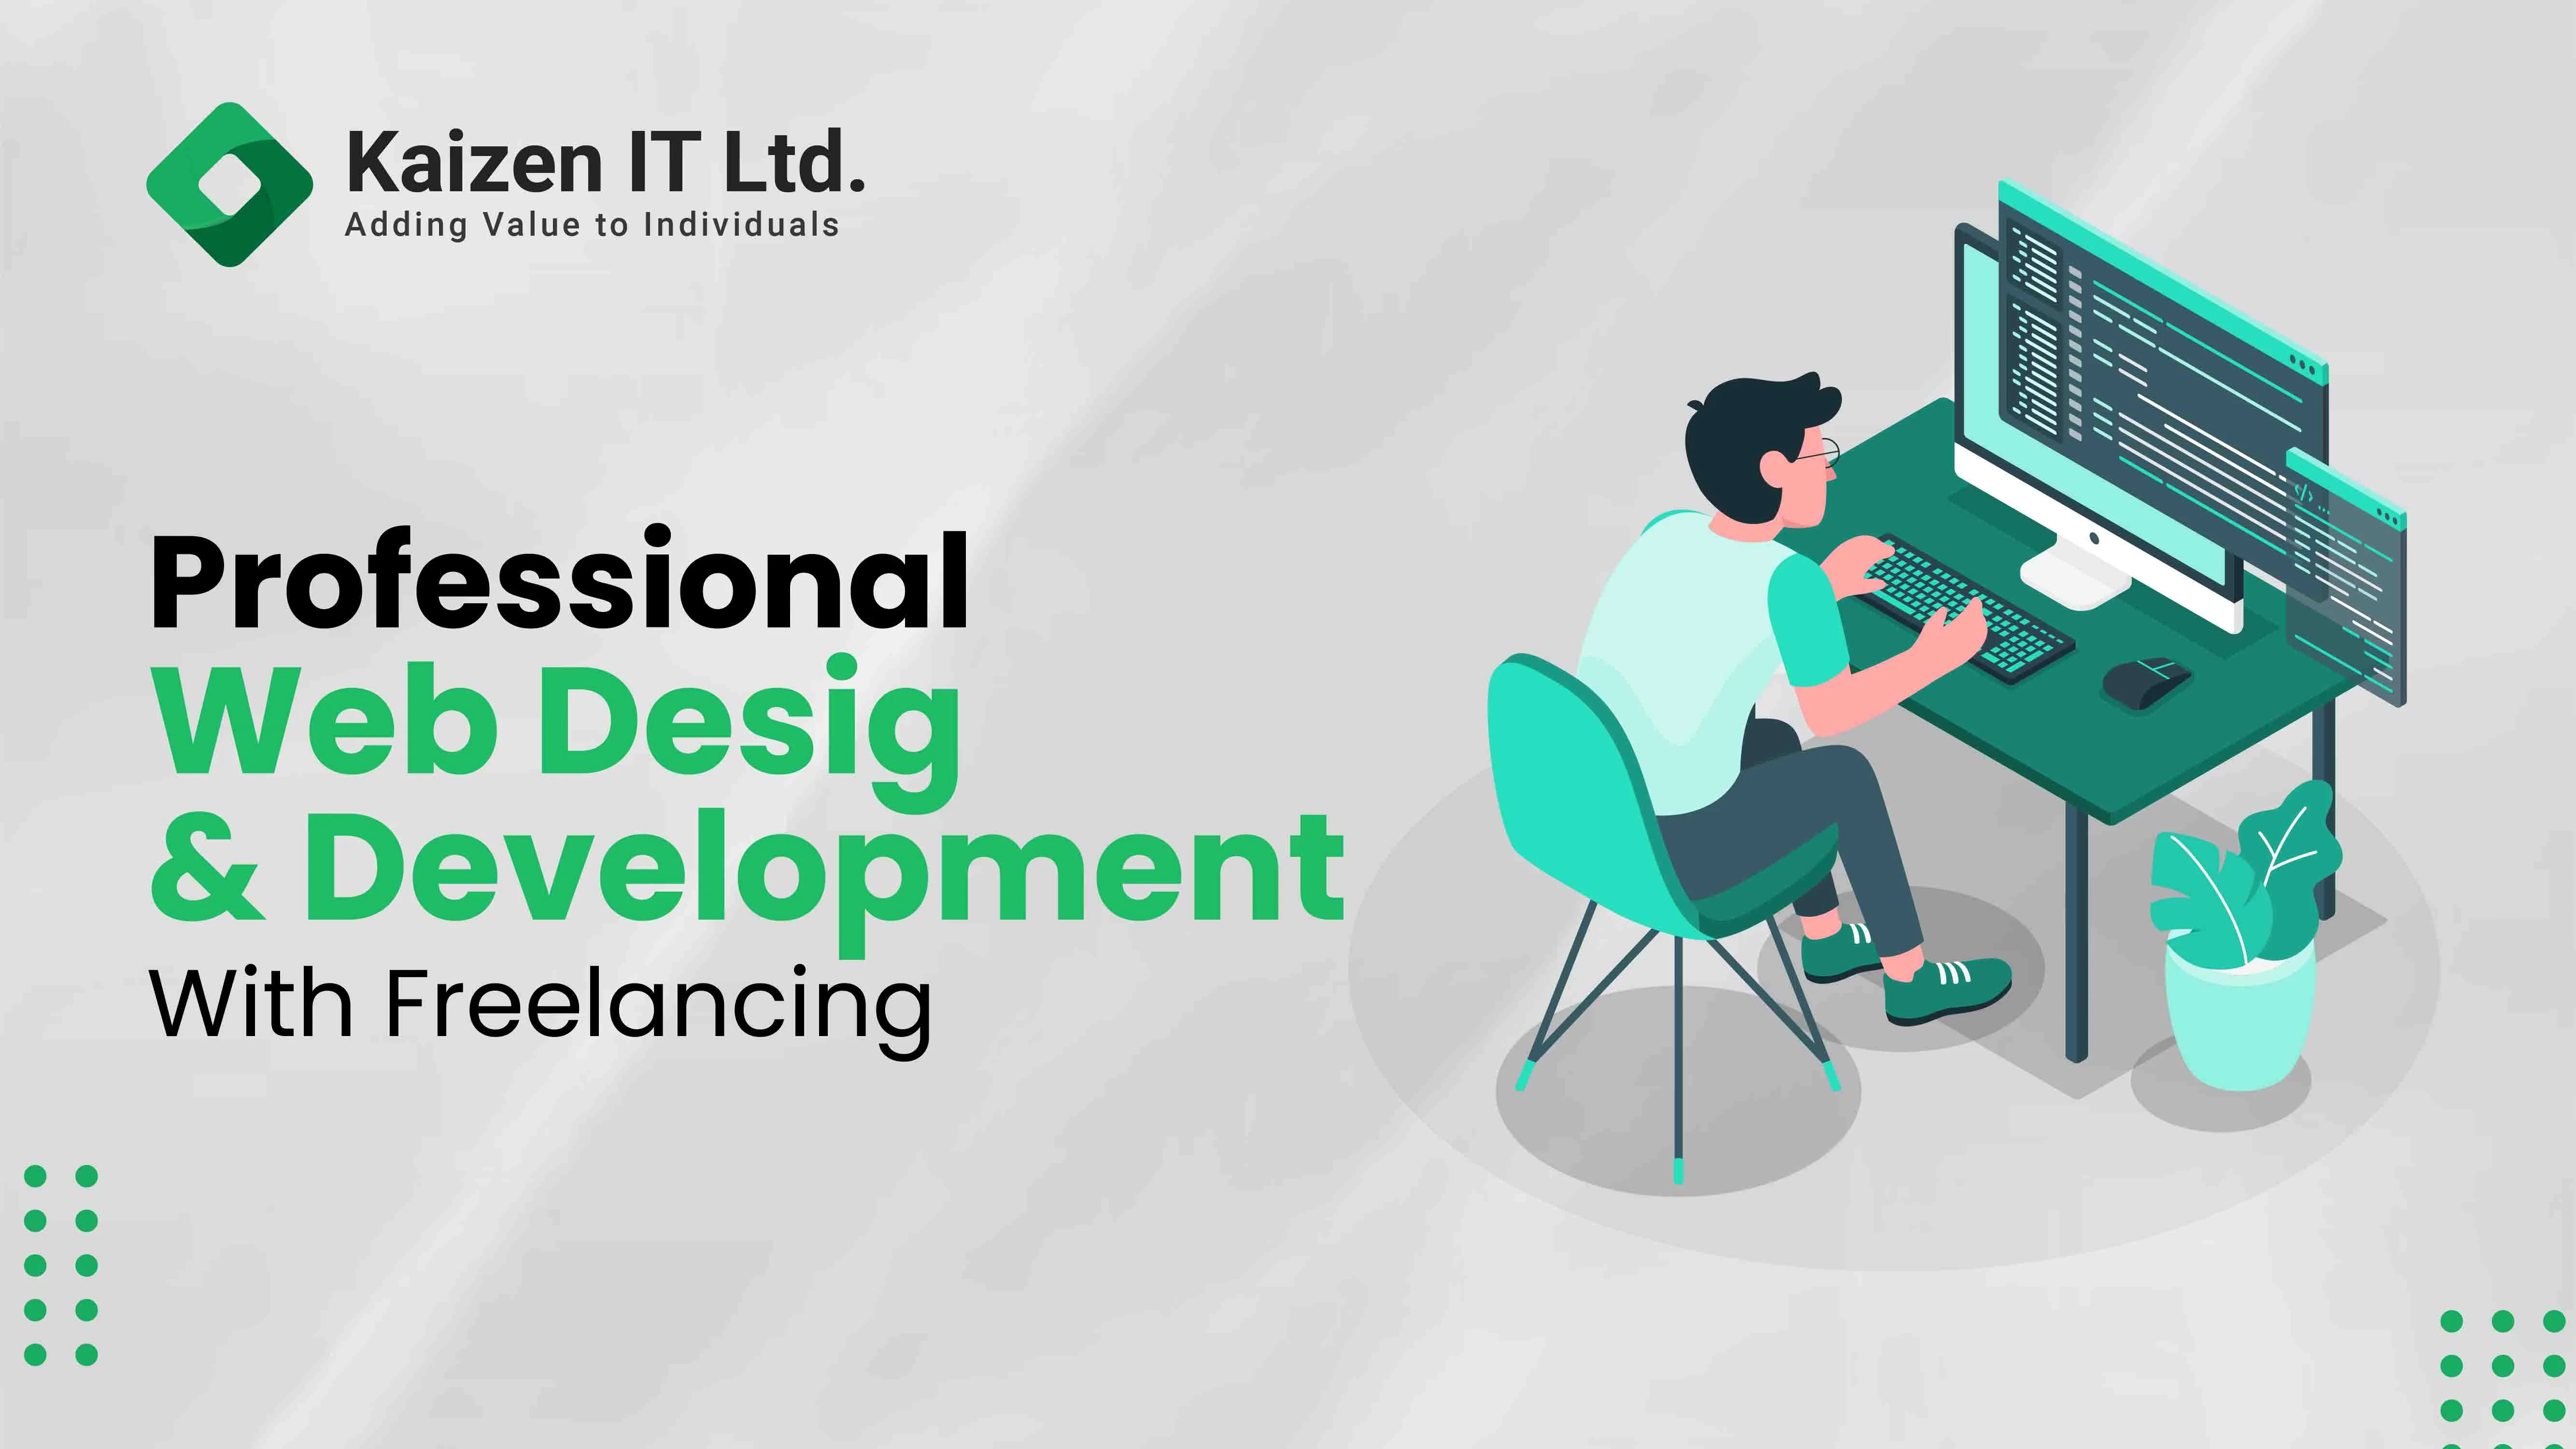 Kaizen IT Ltd.
Adding Value to Individuals
Professional
Web Desig
& Development
With Freelancing
</>